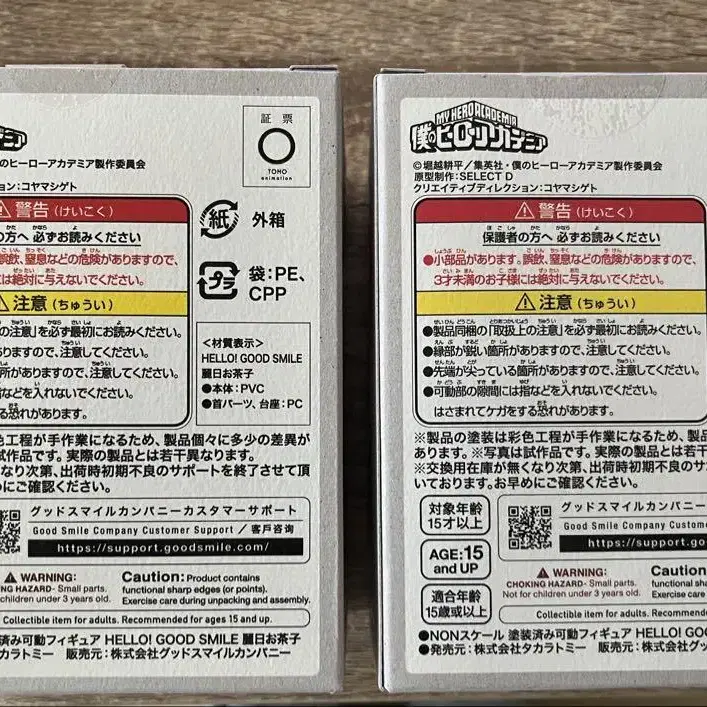 デミア
のヒーローアカデミア製作委員会
ション:コヤマシゲト
証票
TOHO
animation
紙 外箱
プラ 袋:PE、
CPP
警告(けいこく)
の方へ 必ずお読みください
誤飲、窒息などの危険がありますので、
には絶対に与えないでください。
注意(ちゅうい)
の注意」を必ず最初にお読みください。
ありますので、注意してください。
所がありますので、注意してください。
指などを入れないでください。
る恐れがあります。
<材質表示>
HELLO! GOOD SMILE
麗日お茶子
●本体:PVC
●首パーツ、台座:PC
色工程が手作業になるため、製品個々に多少の差異が
試作品です。実際の製品とは若干異なります。
なり次第、出荷時初期不良のサポートを終了させて頂
めにご確認ください。
グッドスマイルカンパニーカスタマーサポート
Good Smile Company Customer Support / 客戶咨询
https://support.goodsmile.com/
WARNING:
NG HAZARD- Small parts.
children under 3 years old.
Caution: Product contains
functional sharp edges (or points).
Exercise care during unpacking and assembly.
Collectible item for adults. Recommended for ages 15 and up.
済み可動フィギュア HELLO! GOOD SMILE 麗日お茶子
タカラトミー 販売元:株式会社グッドスマイルカンパニー
MY HERO ACADEMIA
僕のヒーローアカデミア
©堀越耕平/集英社・僕のヒーローアカデミア製作委員会
原型制作:SELECT D
クリエイティブディレクション:コヤマシゲト
警告(けいこく)
保護者の方へ 必ずお読みください
●小部品があります。誤飲、窒息などの危険がありますので、
3才未満のお子様には絶対に与えないでください。
注意(ちゅうい)
●製品同梱の「取扱上の注意」を必ず最初にお読みください。
●縁部が鋭い箇所がありますので、注意してください。
●先端が尖っている箇所がありますので、注意してください。
●可動部の隙間には指などを入れないでください。
はさまれてケガをする恐れがあります。
※製品の塗装は彩色工程が手作業になるため、製品
あります。※写真は試作品です。実際の製品とは若
※交換用在庫が無くなり次第、出荷時初期不良のサ
いております。お早めにご確認ください。
対象年齢
15才以上
AGE:15
and UP
適合年齡
15歲或以上
グッドスマイルカンパニー
Good Smile Company Custom
https://su
WARNING:
CHOKING HAZARD- Small parts.
Not for children under 3 years old.
Caution: Pro
functional shar
Exercise care d
Collectible item for adults. Recomm
●NONスケール 塗装済み可動フィギュア HELLO! GOO
●発売元:株式会社タカラトミー 販売元:株式会社グッ